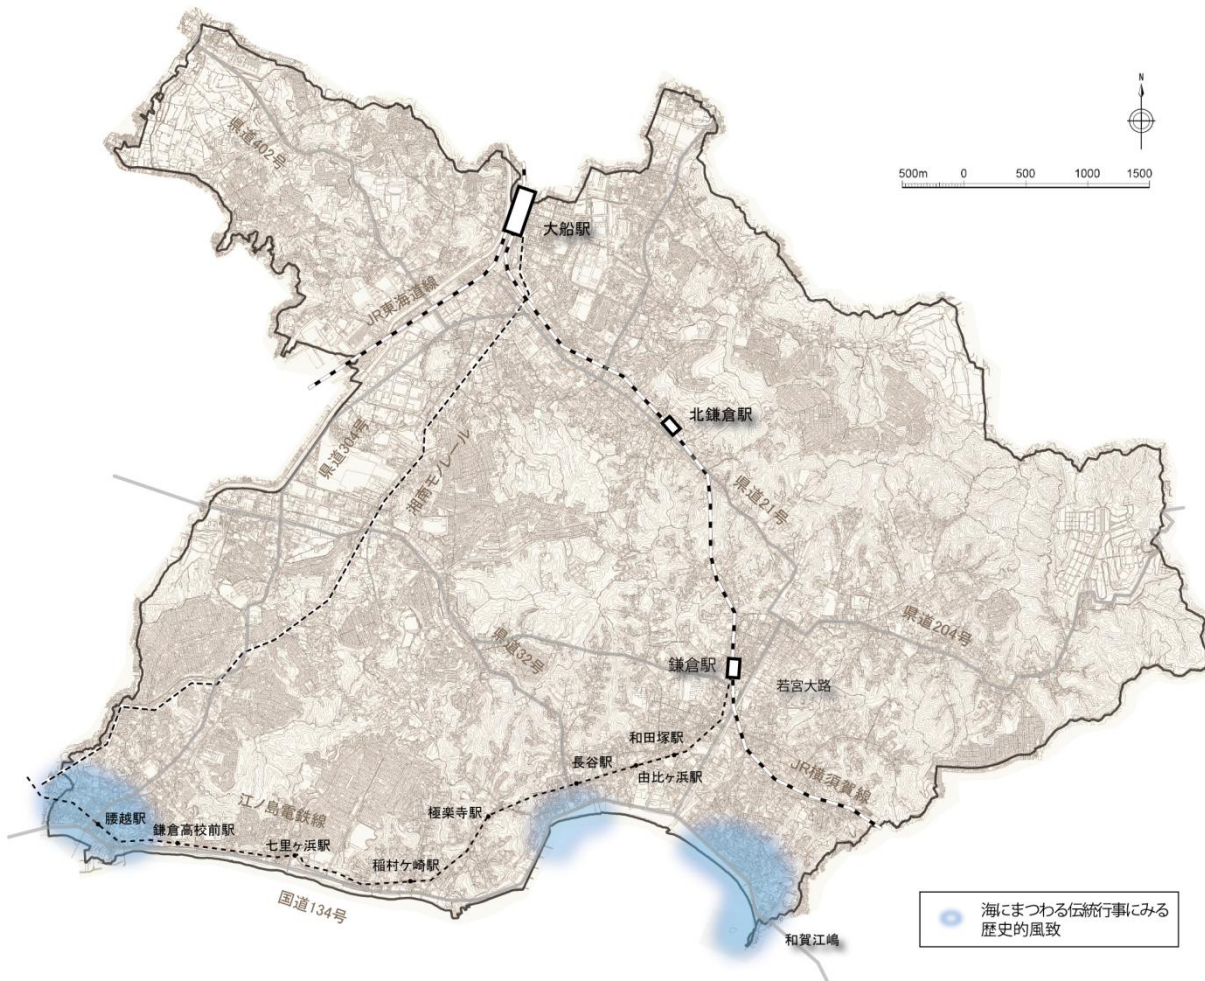 N
500m 0 500 1000 1500
県道402号
大船駅
JR東海道線
北鎌倉駅
県道304号
湘南モノレール
県道21号
県道204号
県道32号
鎌倉駅
若宮大路
和田塚駅
長谷駅
由比ヶ浜駅
JR横須賀線
江ノ島電鉄線
極楽寺駅
腰越駅
鎌倉高校前駅
七里ヶ浜駅
稲村ケ崎駅
国道134号
海にまつわる伝統行事にみる
歴史的風致
和賀江嶋